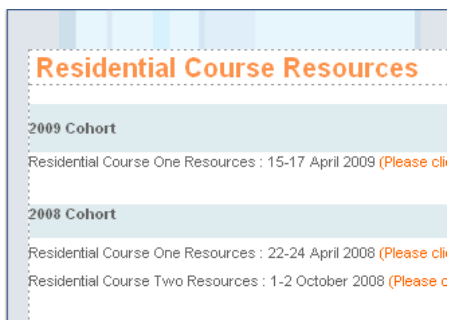 Residential Course Resources
2009 Cohort
Residential Course One Resources : 15-17 April 2009 (Please
2008 Cohort
Residential Course One Resources : 22-24 April 2008 (Please
Residential Course Two Resources : 1-2 October 2008 (Please